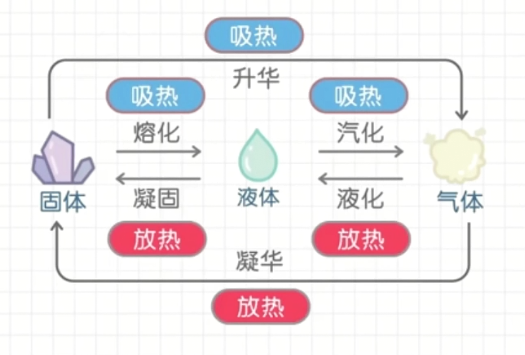 吸热
升华
吸热 吸热
熔化 汽化
固体 液体 气体
凝固 液化
放热 放热
凝华
放热